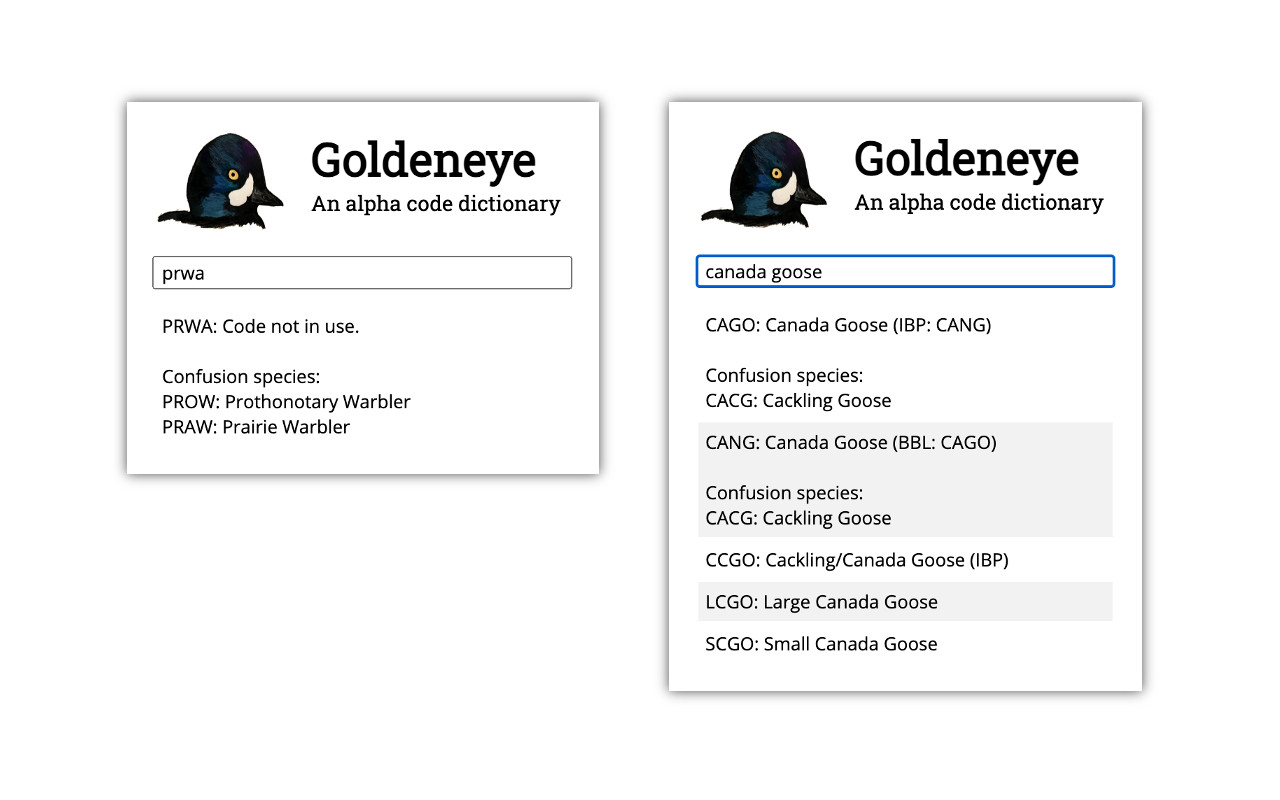 Goldeneye
An alpha code dictionary
prwa
PRWA: Code not in use.
Confusion species:
PROW: Prothonotary Warbler
PRAW: Prairie Warbler
Goldeneye
An alpha code dictionary
canada goose
CAGO: Canada Goose (IBP: CANG)
Confusion species:
CACG: Cackling Goose
CANG: Canada Goose (BBL: CAGO)
Confusion species:
CACG: Cackling Goose
CCGO: Cackling/Canada Goose (IBP)
LCGO: Large Canada Goose
SCGO: Small Canada Goose